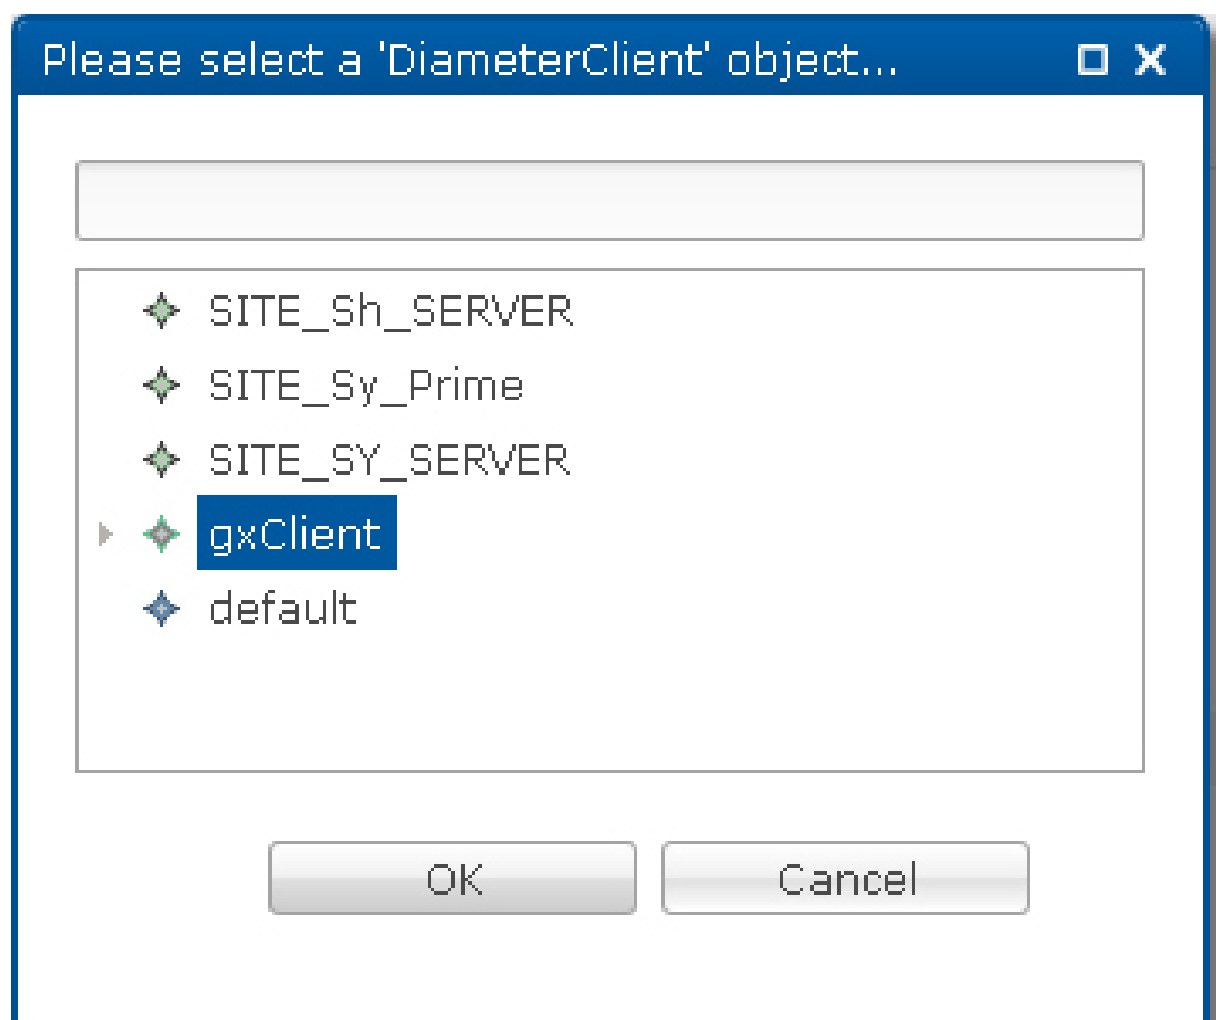 Please select a 'DiameterClient' object...
SITE_Sh_SERVER
SITE_Sy_Prime
SITE_SY_SERVER
gxClient
default
OK
Cancel